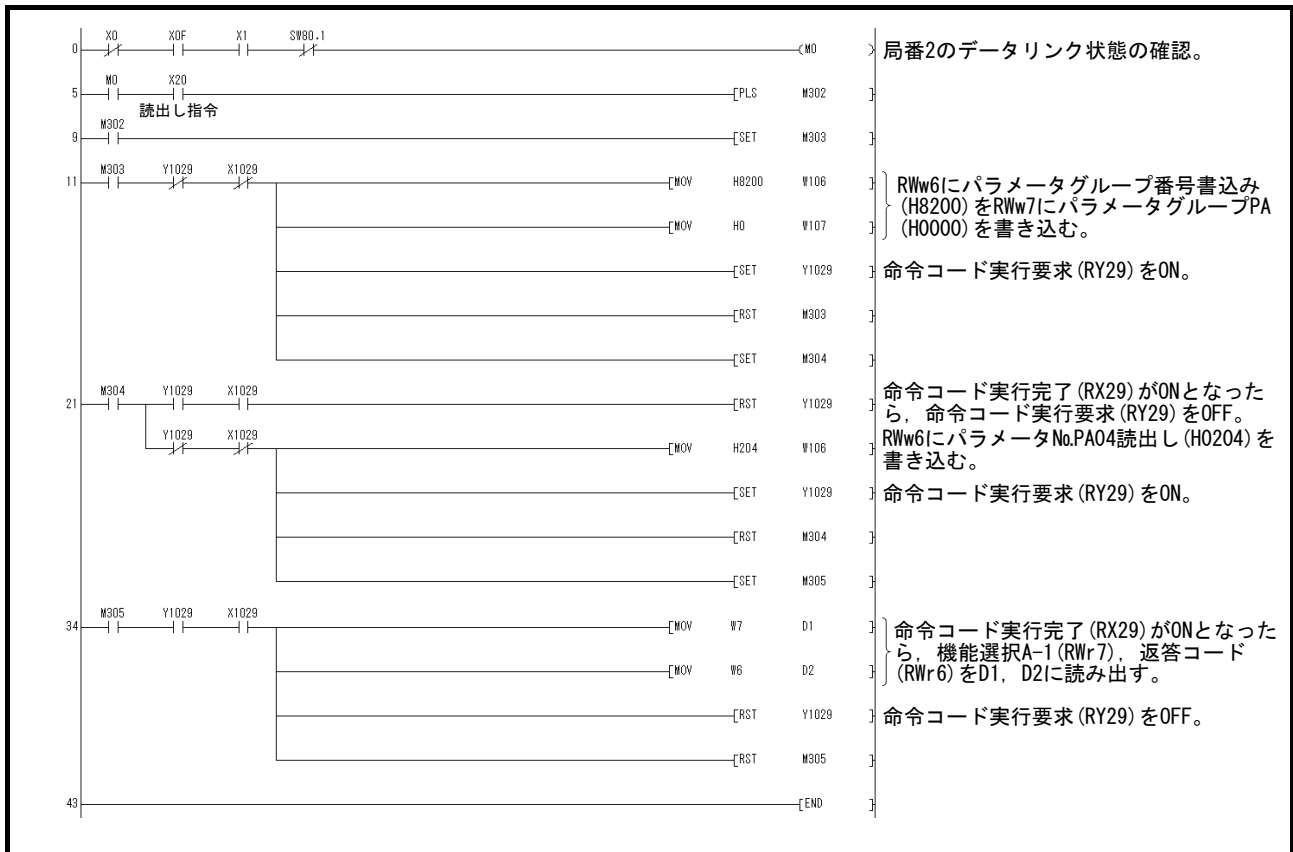 X0 X0F X1 SW80.1
0 M0 局番2のデータリンク状態の確認。
M0 X20
5 PLS M302
読出し指令
M302
9 SET M303
M303 Y1029 X1029
11 MOV H8200 W106
RWw6にパラメータグループ番号書込み
(H8200)をRWw7にパラメータグループPA
MOV H0 W107
(H0000)を書き込む。
SET Y1029 命令コード実行要求(RY29)をON。
RST M303
SET M304
M304 Y1029 X1029
21 RST Y1029
命令コード実行完了(RX29)がONとなった
ら，命令コード実行要求(RY29)をOFF。
Y1029 X1029
MOV H204 W106
RWw6にパラメータNo.PA04読出し(H0204)を
書き込む。
SET Y1029 命令コード実行要求(RY29)をON。
RST M304
SET M305
M305 Y1029 X1029
34 MOV W7 D1
命令コード実行完了(RX29)がONとなった
ら，機能選択A-1(RWr7)，返答コード
MOV W6 D2
(RWr6)をD1，D2に読み出す。
RST Y1029 命令コード実行要求(RY29)をOFF。
RST M305
43 END